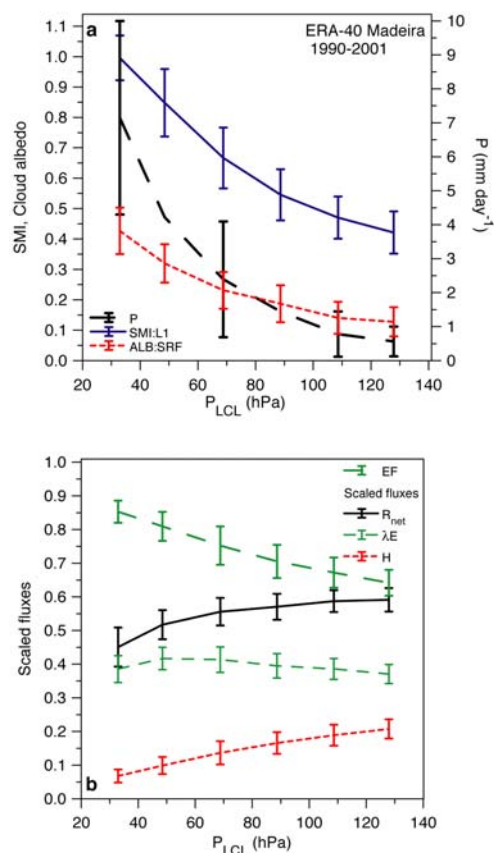 a
ERA-40 Madeira
1990-2001
1.1
1.0
0.9
0.8
0.7
0.6
0.5
0.4
0.3
0.2
0.1
0.0
SMI, Cloud albedo
10
9
8
7
6
5
4
3
2
1
0
P (mm day⁻¹)
P
SMI:L1
ALB:SRF
20 40 60 80 100 120 140
P_LCL (hPa)
1.0
0.9
0.8
0.7
0.6
0.5
0.4
0.3
0.2
0.1
0.0
Scaled fluxes
EF
Scaled fluxes
R_net
λE
H
b
20 40 60 80 100 120 140
P_LCL (hPa)